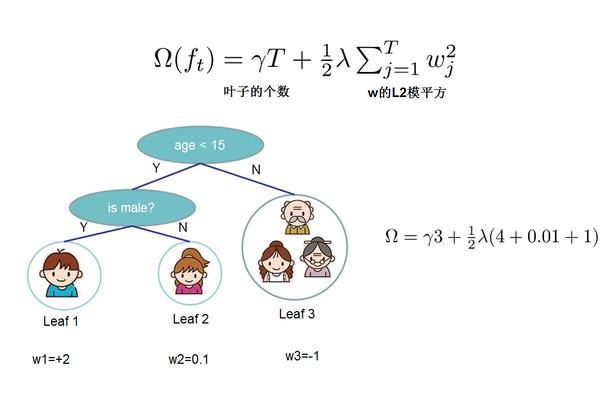 Ω(f_t) = γT + ½λ∑_{j=1}^{T} w_j^2
叶子的个数
w的L2模平方
age < 15
Y
N
is male?
Y
N
Ω = γ3 + ½λ(4 + 0.01 + 1)
Leaf 1
Leaf 2
Leaf 3
w1=+2
w2=0.1
w3=-1